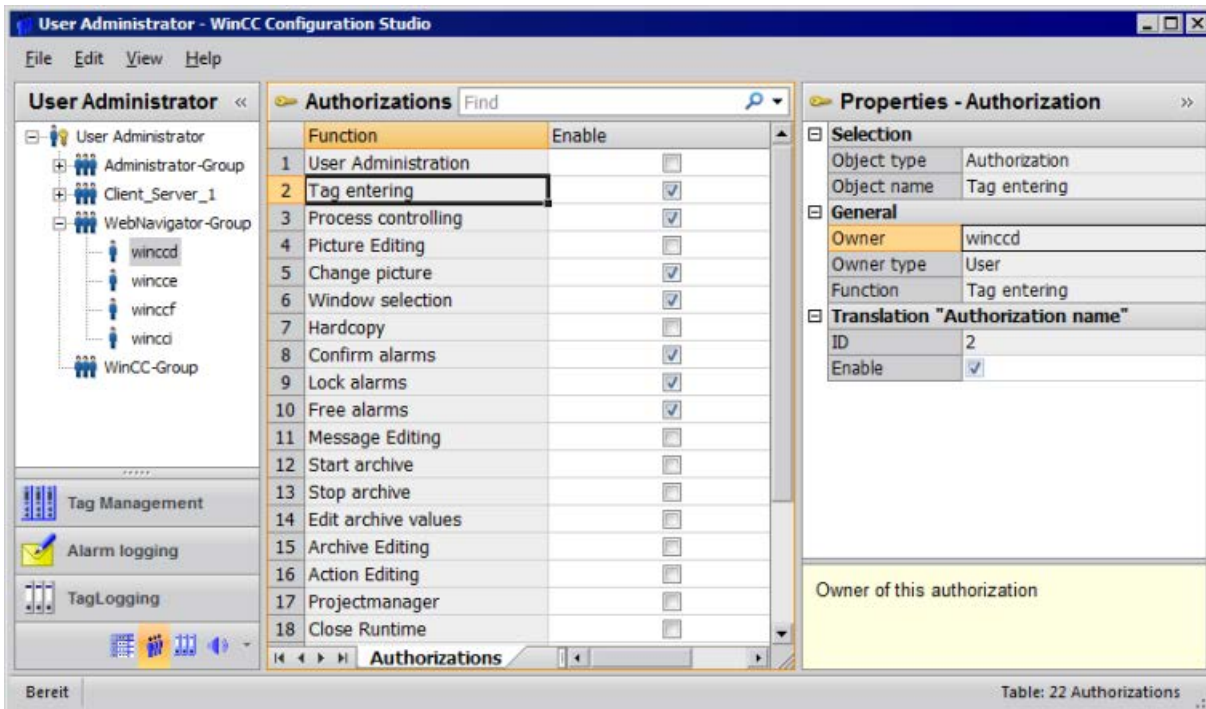 User Administrator - WinCC Configuration Studio
File Edit View Help
User Administrator «
User Administrator
Administrator-Group
Client_Server_1
WebNavigator-Group
winccd
wincce
winccf
wincci
WinCC-Group
Tag Management
Alarm logging
TagLogging
Authorizations Find
Function Enable
1 User Administration
2 Tag entering
3 Process controlling
4 Picture Editing
5 Change picture
6 Window selection
7 Hardcopy
8 Confirm alarms
9 Lock alarms
10 Free alarms
11 Message Editing
12 Start archive
13 Stop archive
14 Edit archive values
15 Archive Editing
16 Action Editing
17 Projectmanager
18 Close Runtime
Authorizations
Properties - Authorization »
Selection
Object type Authorization
Object name Tag entering
General
Owner winccd
Owner type User
Function Tag entering
Translation "Authorization name"
ID 2
Enable
Owner of this authorization
Bereit
Table: 22 Authorizations